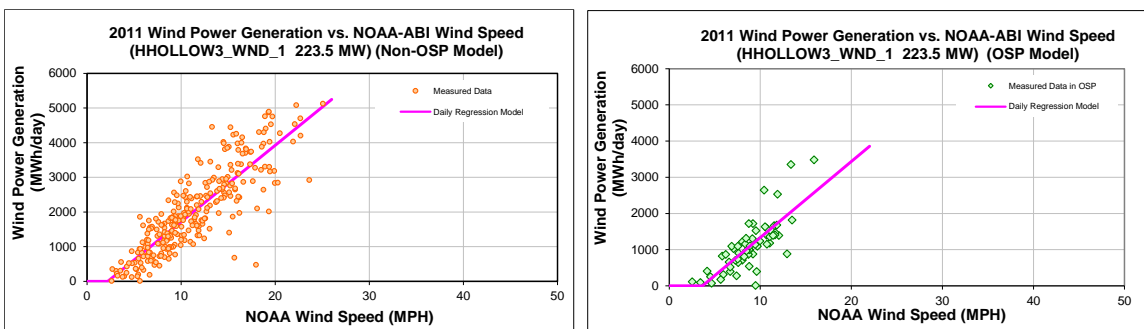 2011 Wind Power Generation vs. NOAA-ABI Wind Speed
(HHOLLOW3_WND_1 223.5 MW) (Non-OSP Model)
Wind Power Generation
(MWh/day)
6000
5000
4000
3000
2000
1000
0
Measured Data
Daily Regression Model
0 10 20 30 40 50
NOAA Wind Speed (MPH)
2011 Wind Power Generation vs. NOAA-ABI Wind Speed
(HHOLLOW3_WND_1 223.5 MW) (OSP Model)
Wind Power Generation
(MWh/day)
6000
5000
4000
3000
2000
1000
0
Measured Data in OSP
Daily Regression Model
0 10 20 30 40 50
NOAA Wind Speed (MPH)